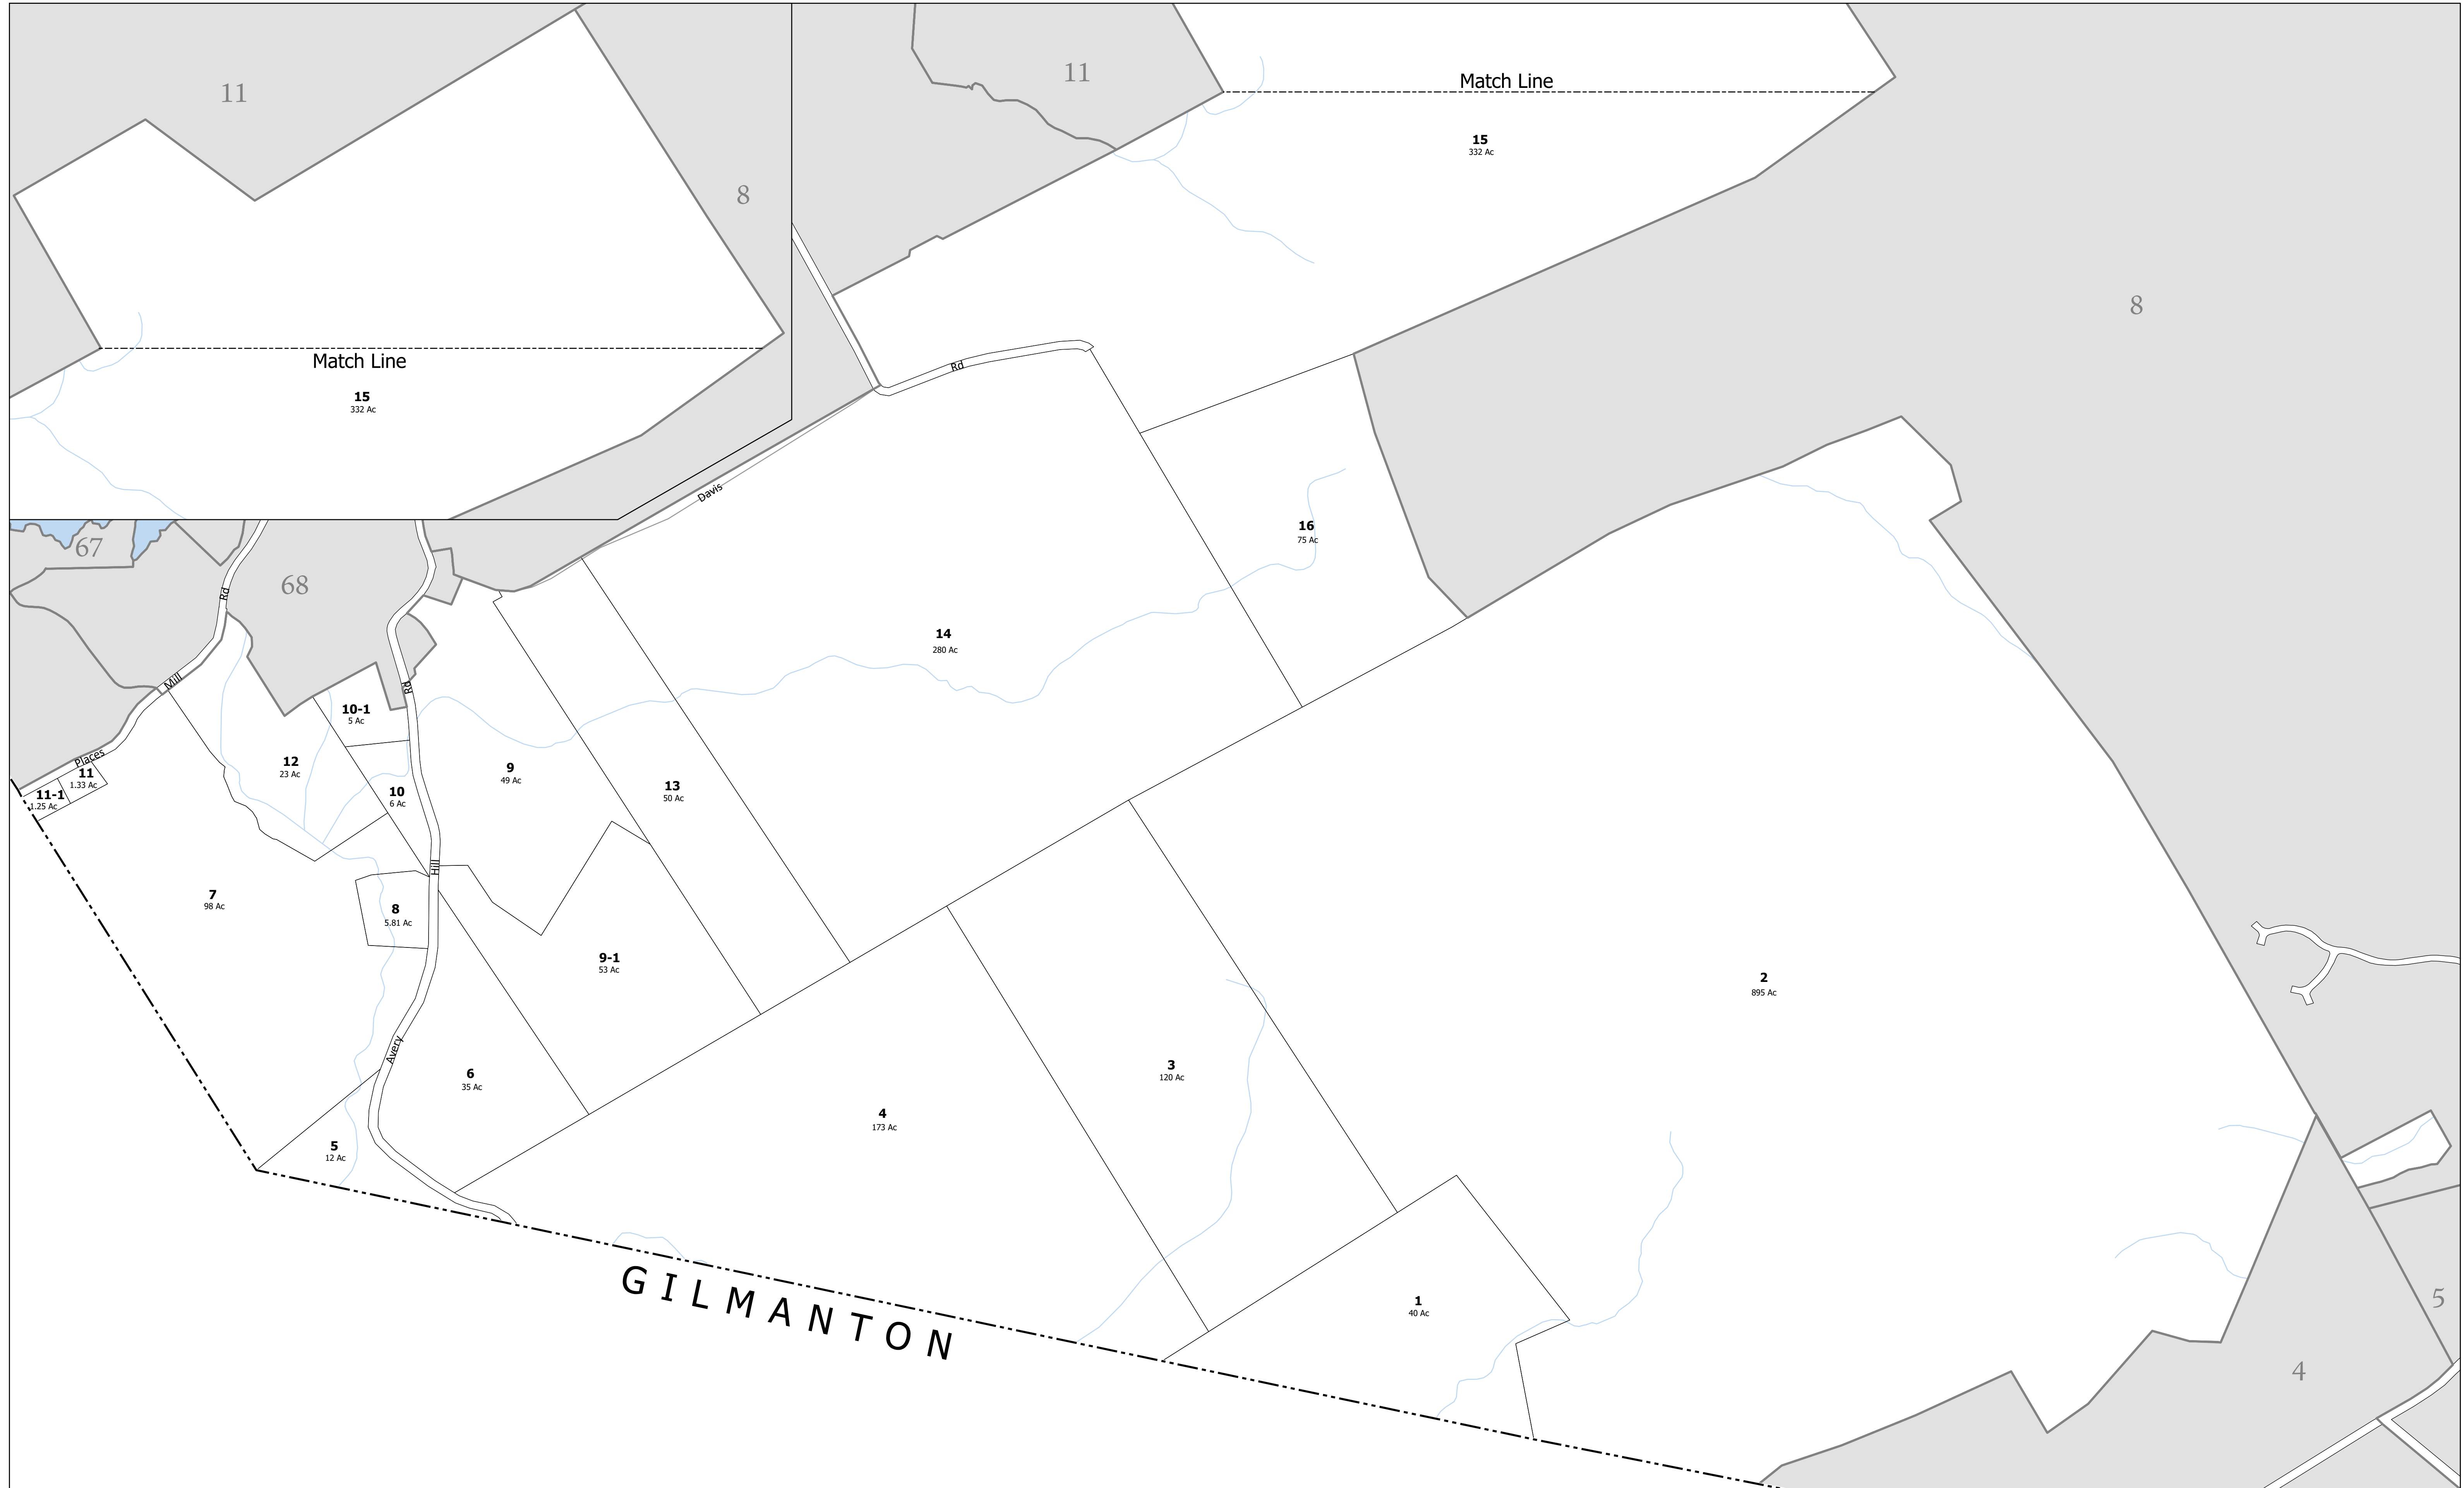 11
11
Match Line
15
332 Ac
8
8
Match Line
15
332 Ac
Rd
Davis
16
75 Ac
67
68
Rd
14
280 Ac
Mill
Rd
10-1
5 Ac
Places
12
23 Ac
9
49 Ac
11
1.33 Ac
11-1
1.25 Ac
10
6 Ac
13
50 Ac
Hill
7
98 Ac
8
5.81 Ac
9-1
53 Ac
2
895 Ac
Avery
6
35 Ac
3
120 Ac
4
173 Ac
5
12 Ac
GILMANTON
1
40 Ac
5
4